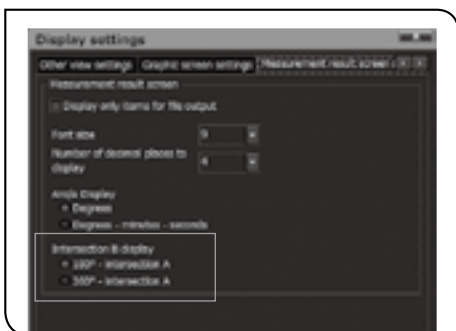 Display settings
Other view settings Graphic screen settings Measurement result screen
Measurement result screen
Display only items for file output
Font size 9
Number of decimal places to display 4
Angle Display
Degrees
Degrees - minutes - seconds
Intersection B display
180° - intersection A
360° - intersection A